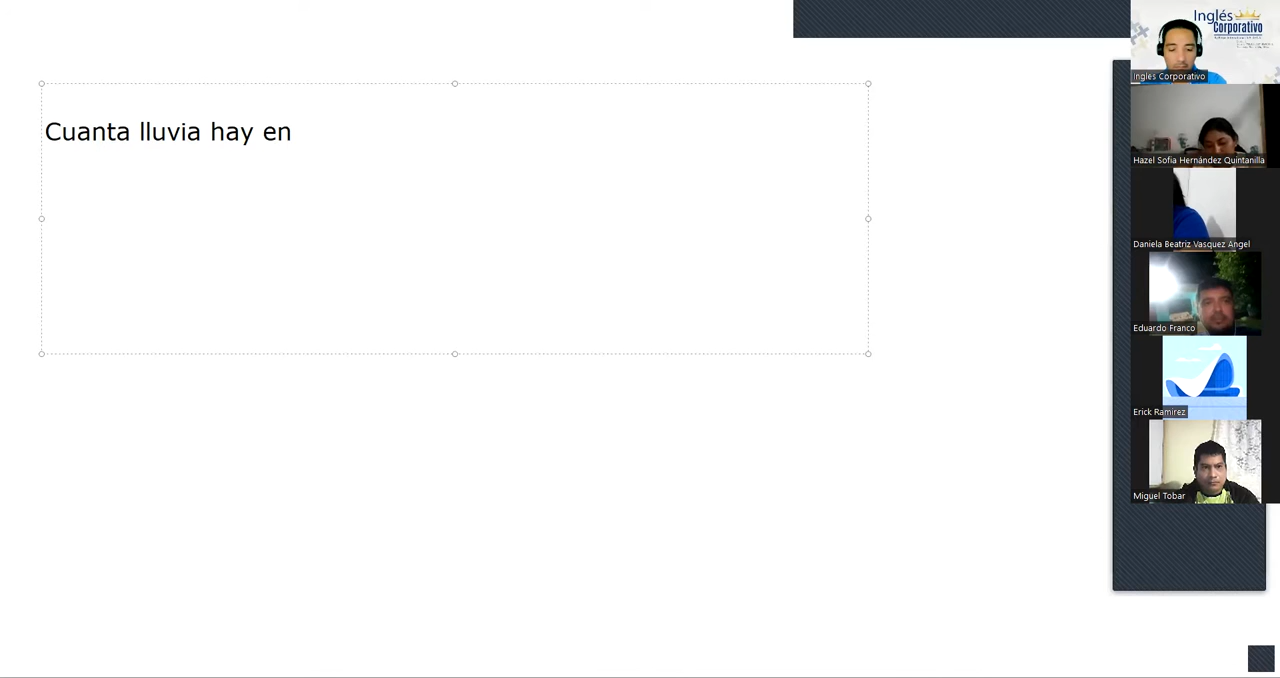 Cuanta lluvia hay en
Inglés
Corporativo
Ingles Corporativo
Hazel Sofia Hernández Quintanilla
Daniela Beatriz Vasquez Angel
Eduardo Franco
Erick Ramirez
Miguel Tobar